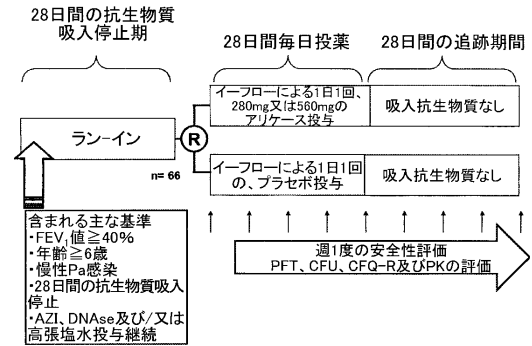 28日間の抗生物質
吸入停止期
28日間毎日投薬
28日間の追跡期間
イーフローによる1日1回、
280mg又は560mgの
アリケース投与
吸入抗生物質なし
ラン-イン
R
n= 66
イーフローによる1日1回
の、プラセボ投与
吸入抗生物質なし
含まれる主な基準
・FEV₁値≧40%
・年齢≧6歳
・慢性Pa感染
・28日間の抗生物質吸入
停止
・AZI、DNAse及び/又は
高張塩水投与継続
週1度の安全性評価
PFT、CFU、CFQ-R及びPKの評価